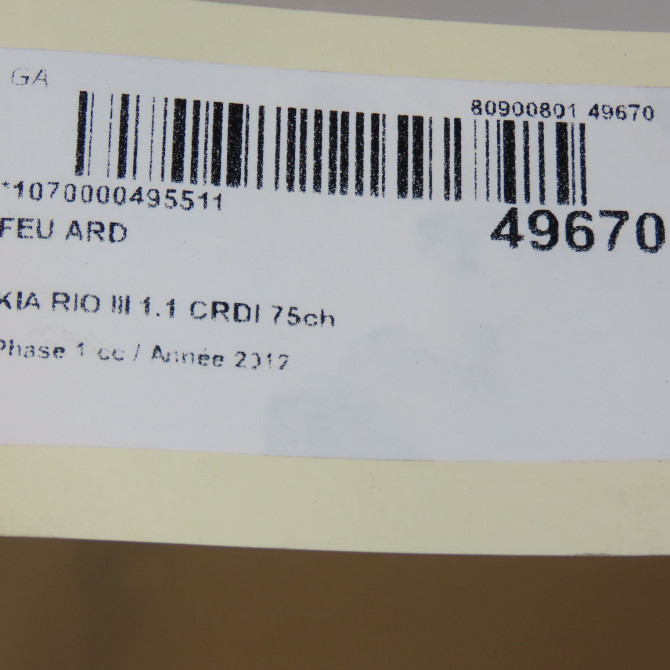 GA
80900801 49670
*1070000495511
49670
FEU ARD
KIA RIO III 1.1 CRDI 75ch
Phase 1 cc / Année 2012